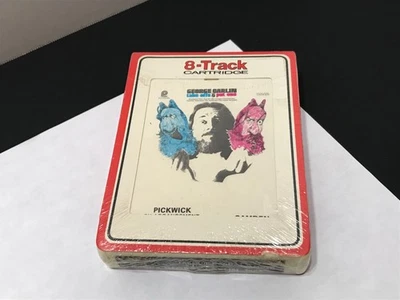 8-Track
CARTRIDGE
GEORGE CARLIN
take offs & put ons
PICKWICK